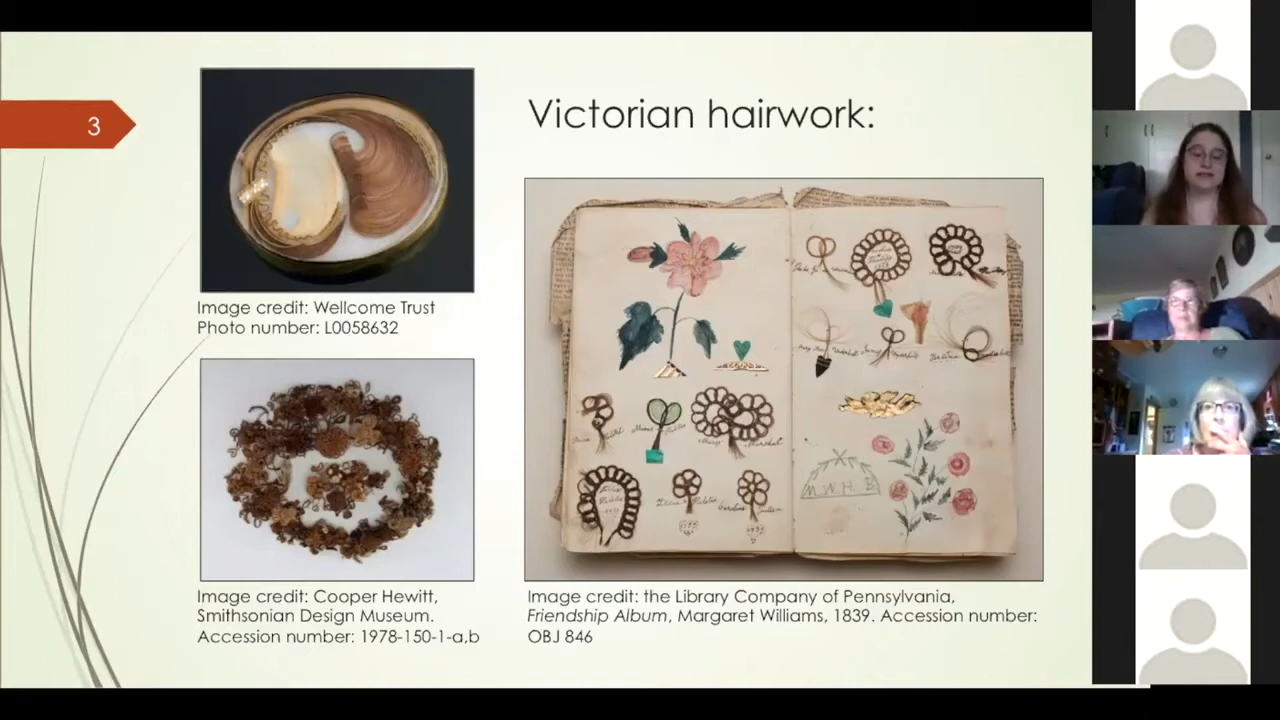 3
Victorian hairwork:
Image credit: Wellcome Trust
Photo number: L0058632
Image credit: Cooper Hewitt,
Smithsonian Design Museum.
Accession number: 1978-150-1-a,b
M.W.H.B
Image credit: the Library Company of Pennsylvania,
Friendship Album, Margaret Williams, 1839. Accession number:
OBJ 846